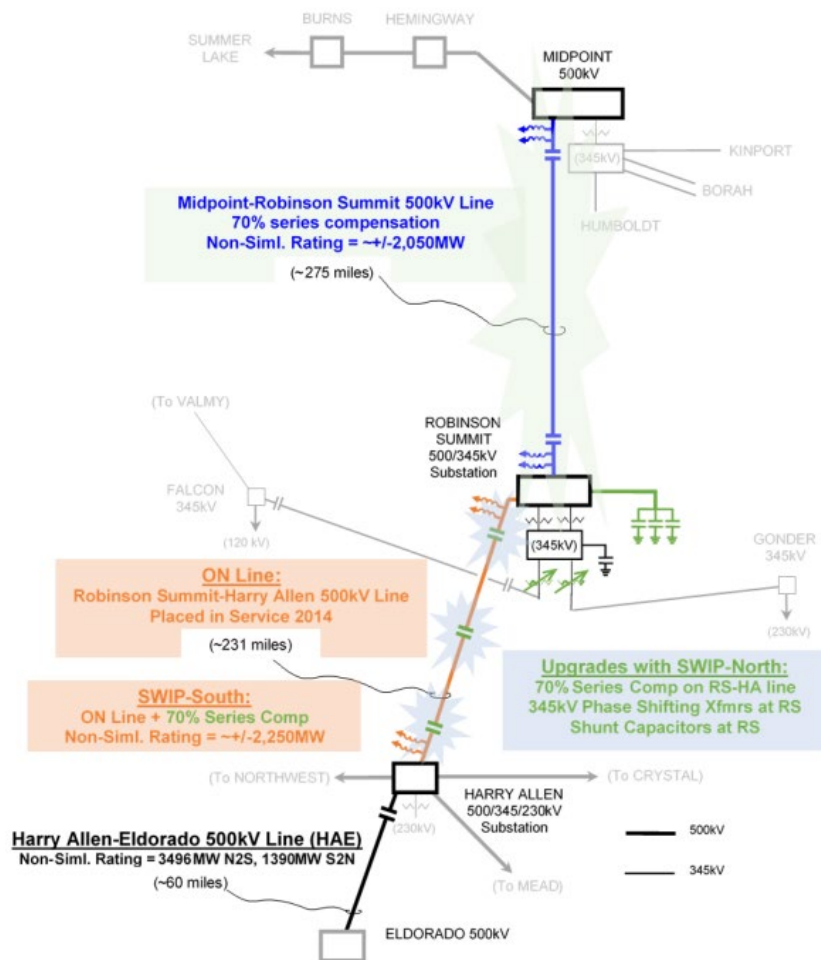 BURNS
HEMINGWAY
SUMMER
LAKE
MIDPOINT
500kV
(345kV)
KINPORT
BORAH
HUMBOLDT
Midpoint-Robinson Summit 500kV Line
70% series compensation
Non-Siml. Rating = ~+/-2,050MW
(~275 miles)
(To VALMY)
ROBINSON
SUMMIT
500/345kV
Substation
FALCON
345kV
(120 kV)
(345kV)
GONDER
345kV
(230kV)
ON Line:
Robinson Summit-Harry Allen 500kV Line
Placed in Service 2014
(~231 miles)
SWIP-South:
ON Line + 70% Series Comp
Non-Siml. Rating = ~+/-2,250MW
Upgrades with SWIP-North:
70% Series Comp on RS-HA line
345kV Phase Shifting Xfmrs at RS
Shunt Capacitors at RS
(To NORTHWEST)
(To CRYSTAL)
HARRY ALLEN
500/345/230kV
Substation
(230kV)
(To MEAD)
Harry Allen-Eldorado 500kV Line (HAE)
Non-Siml. Rating = 3496MW N2S, 1390MW S2N
(~60 miles)
500kV
345kV
ELDORADO 500kV